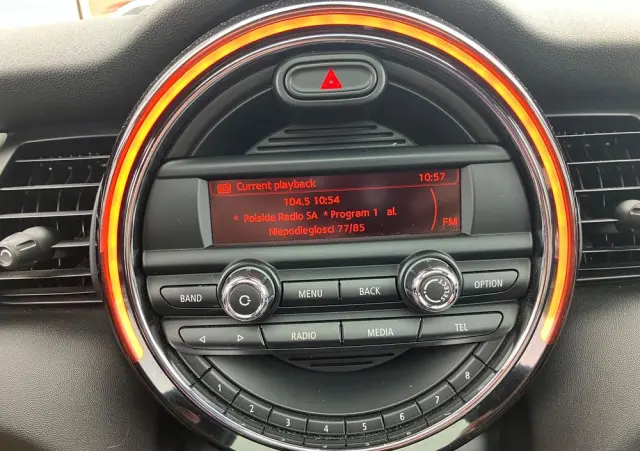 Current playback 10:57
104.5 10:54
* Polskie Radio SA * Program 1 al.
Niepodleglosci 77/85 FM
BAND MENU BACK OPTION
RADIO MEDIA TEL
1 2 3 4 5 6 7 8